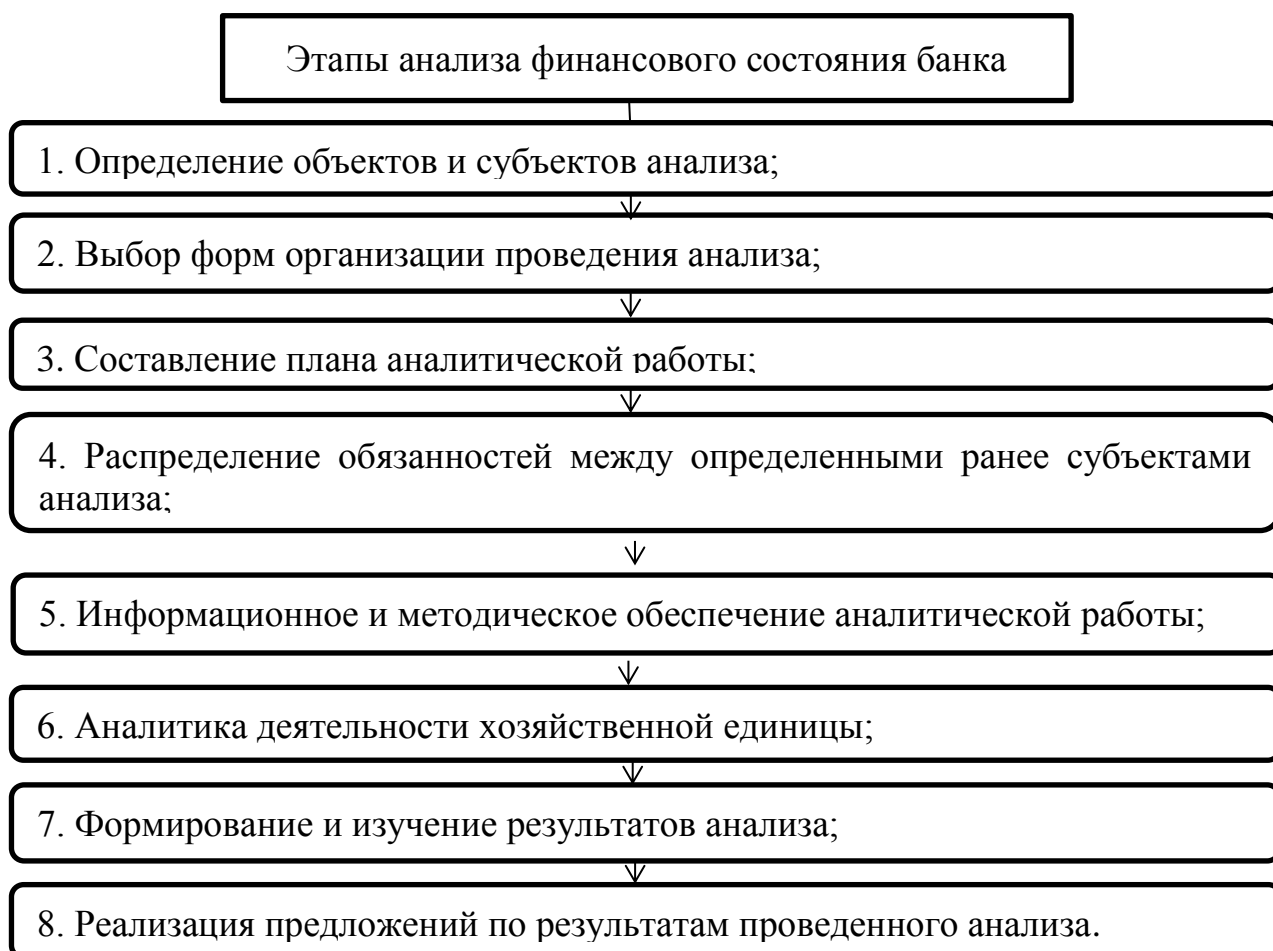 Этапы анализа финансового состояния банка
1. Определение объектов и субъектов анализа;
2. Выбор форм организации проведения анализа;
3. Составление плана аналитической работы;
4. Распределение обязанностей между определенными ранее субъектами
анализа;
5. Информационное и методическое обеспечение аналитической работы;
6. Аналитика деятельности хозяйственной единицы;
7. Формирование и изучение результатов анализа;
8. Реализация предложений по результатам проведенного анализа.